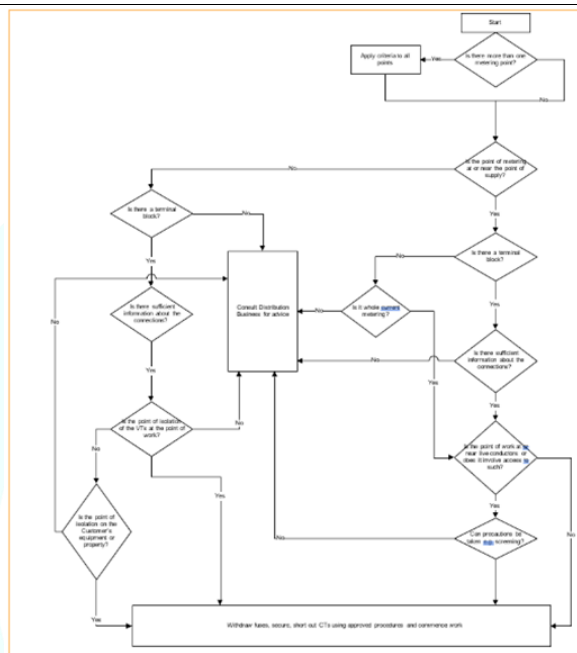 Start
Is there more than one
metering point?
Yes
Apply criteria to all
points
No
Is the point of metering
at or near the point of
supply?
No
Yes
Is there a terminal
block?
No
Yes
Is there a terminal
block?
No
Yes
Consult Distribution
Business for advice
Is it whole current
metering?
No
Yes
Is there sufficient
information about the
connections?
No
Yes
Is there sufficient
information about the
connections?
No
Yes
Is the point of isolation
of the VTs at the point of
work?
No
No
Yes
Is the point of work at or
near live conductors or
does it involve access to
such?
Yes
No
Is the point of
isolation on the
Customer's
equipment or
property?
Yes
Can precautions be
taken screening?
No
Yes
Withdraw fuses, secure, short out CTs using approved procedures and commence work